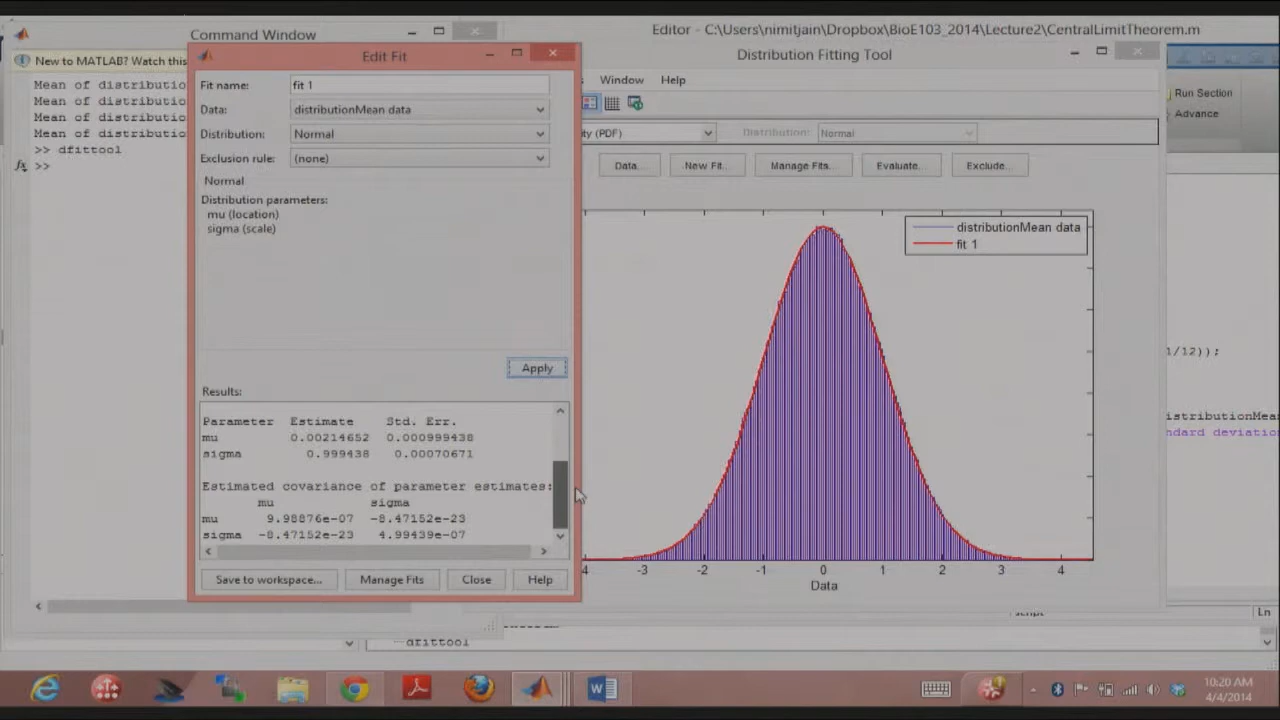 Command Window
Editor - C:\Users\nimitjain\Dropbox\BioE103_2014\Lecture2\CentralLimitTheorem.m
New to MATLAB? Watch this
Mean of distributio
Mean of distributio
Mean of distributio
Mean of distributio
>> dfittool
fx >>
Edit Fit
Fit name: fit 1
Data: distributionMean data
Distribution: Normal
Exclusion rule: (none)
Normal
Distribution parameters:
mu (location)
sigma (scale)
Apply
Results:
Parameter Estimate Std. Err.
mu 0.00214652 0.000999438
sigma 0.999438 0.00070671
Estimated covariance of parameter estimates:
mu sigma
mu 9.98876e-07 -8.47152e-23
sigma -8.47152e-23 4.99439e-07
Save to workspace... Manage Fits Close Help
Distribution Fitting Tool
Window Help
ty (PDF) Distribution: Normal
Data... New Fit... Manage Fits... Evaluate... Exclude...
distributionMean data
fit 1
4 -3 -2 -1 0 1 2 3 4
Data
Run Section
Advance
1/12));
istributionMea
ndard deviation
script Ln
dfittool
10:20 AM
4/4/2014